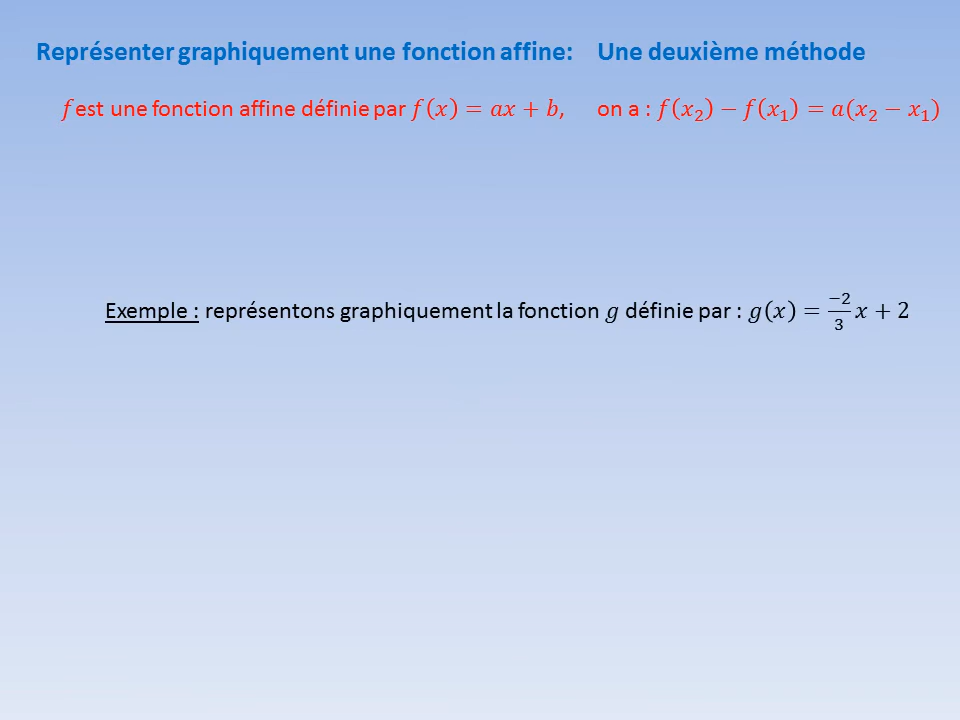 Représenter graphiquement une fonction affine: Une deuxième méthode
f est une fonction affine définie par f(x) = ax + b, on a : f(x₂) − f(x₁) = a(x₂ − x₁)
Exemple : représentons graphiquement la fonction g définie par : g(x) = −2/3 x + 2